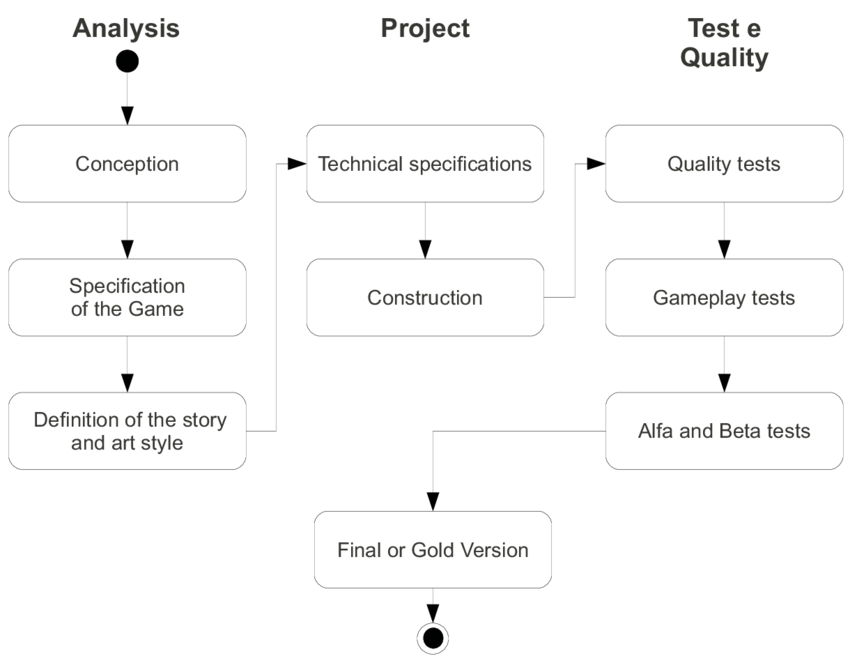 Analysis
Conception
Specification
of the Game
Definition of the story
and art style
Project
Technical specifications
Construction
Test e
Quality
Quality tests
Gameplay tests
Alfa and Beta tests
Final or Gold Version